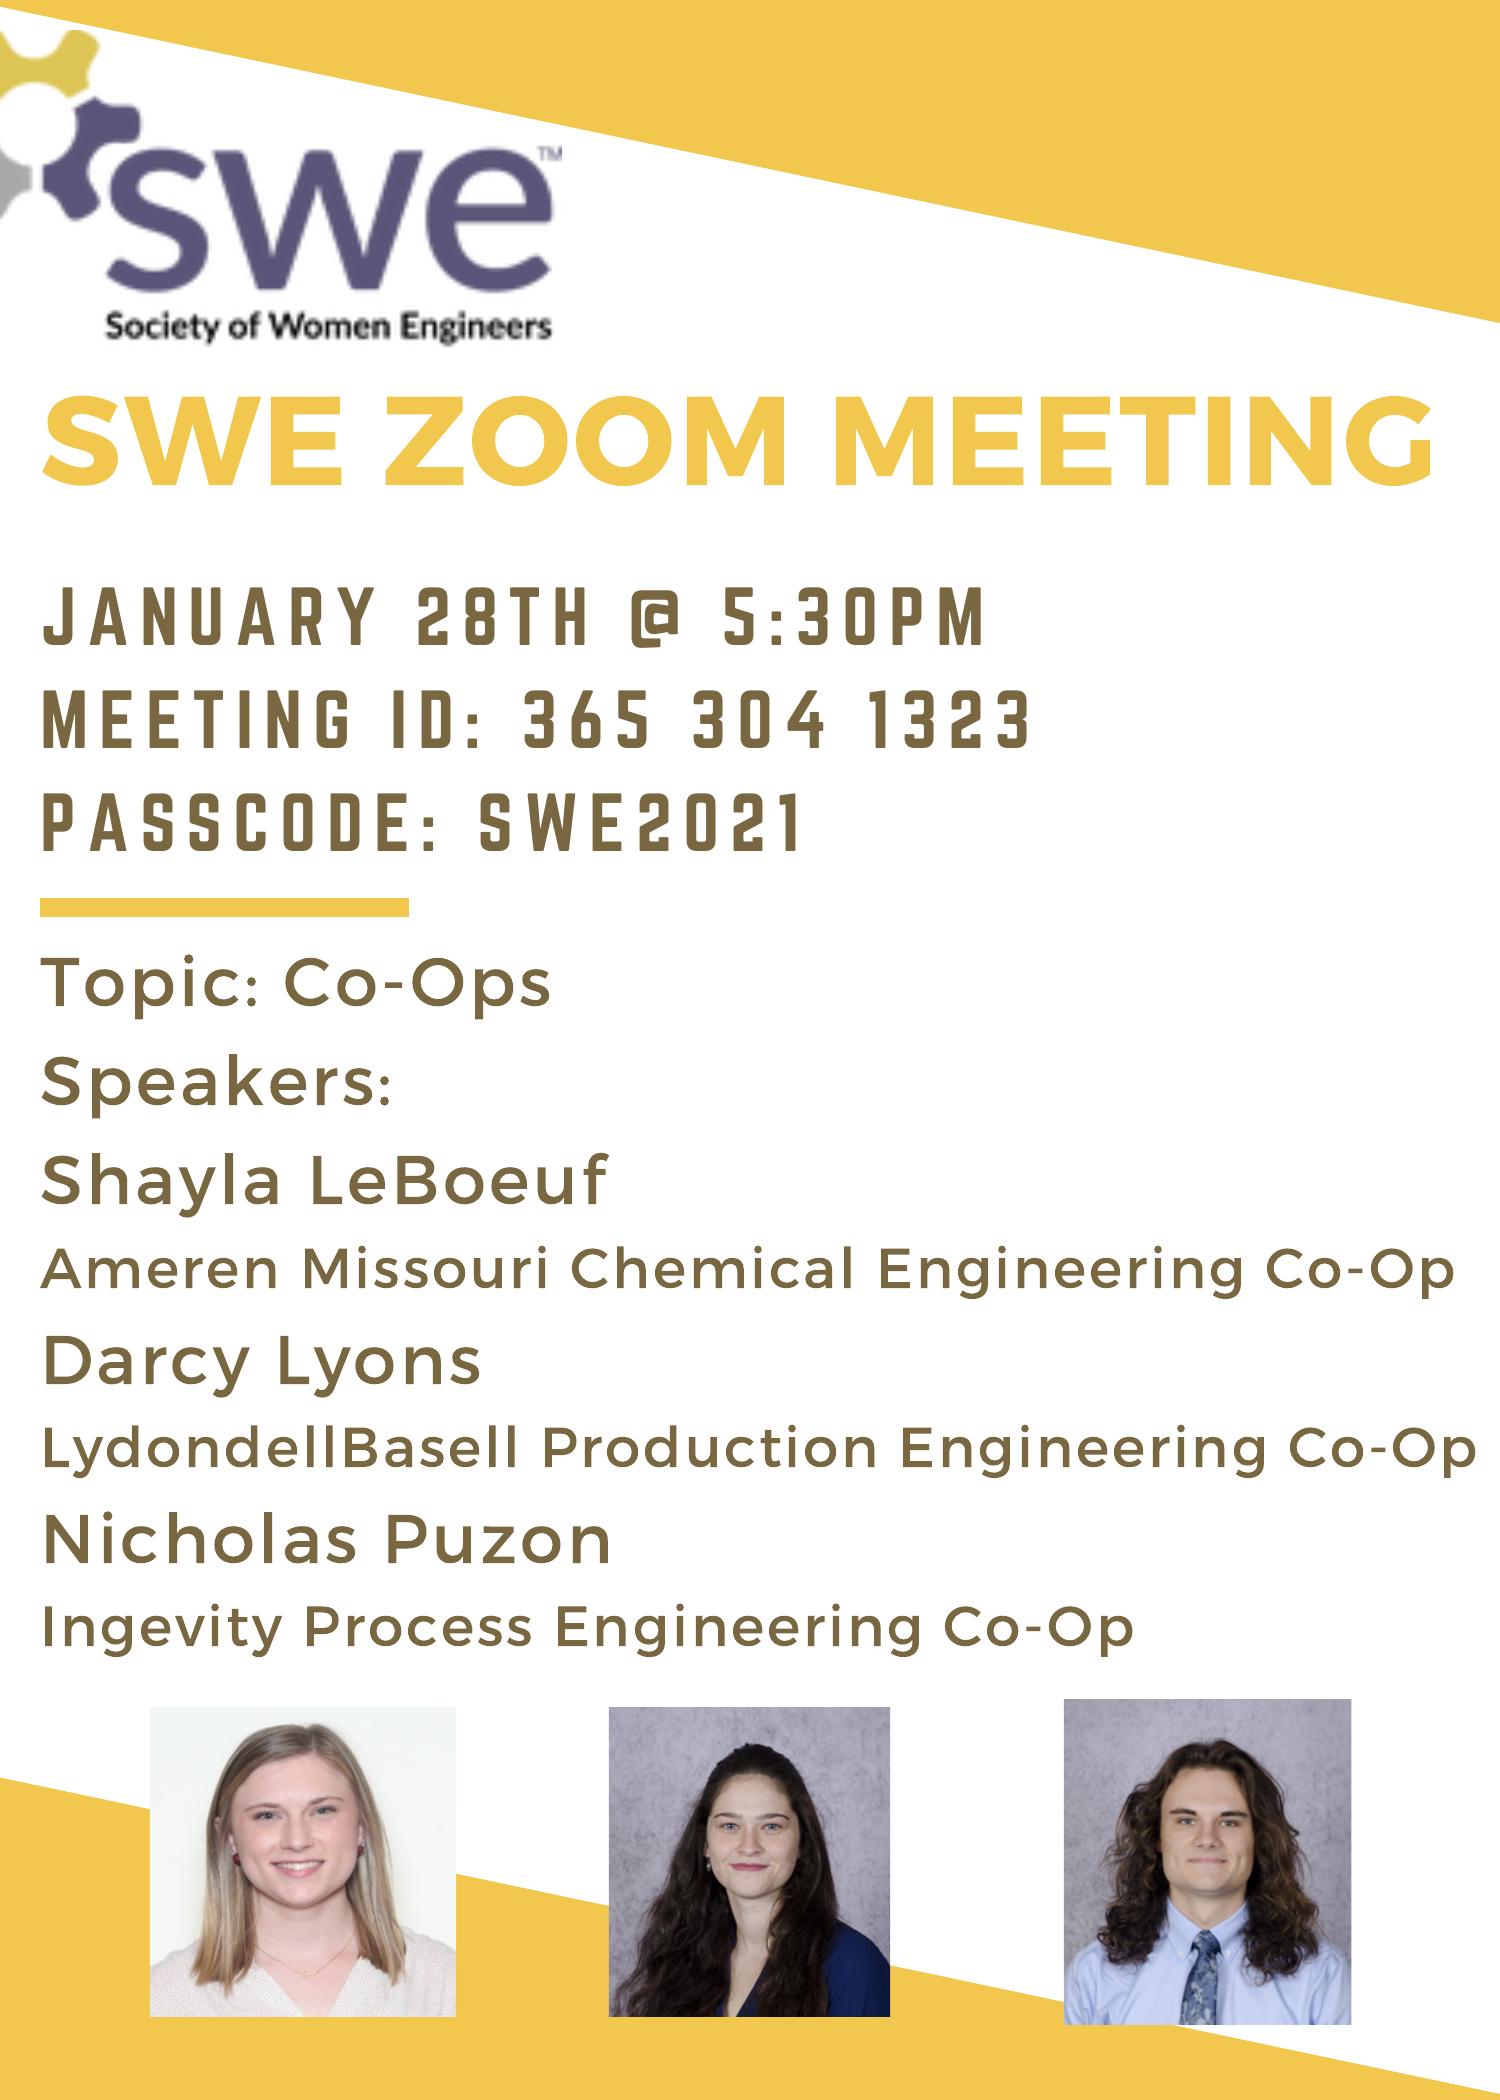 swe™
Society of Women Engineers
SWE ZOOM MEETING
JANUARY 28TH @ 5:30PM
MEETING ID: 365 304 1323
PASSCODE: SWE2021
Topic: Co-Ops
Speakers:
Shayla LeBoeuf
Ameren Missouri Chemical Engineering Co-Op
Darcy Lyons
LydondellBasell Production Engineering Co-Op
Nicholas Puzon
Ingevity Process Engineering Co-Op